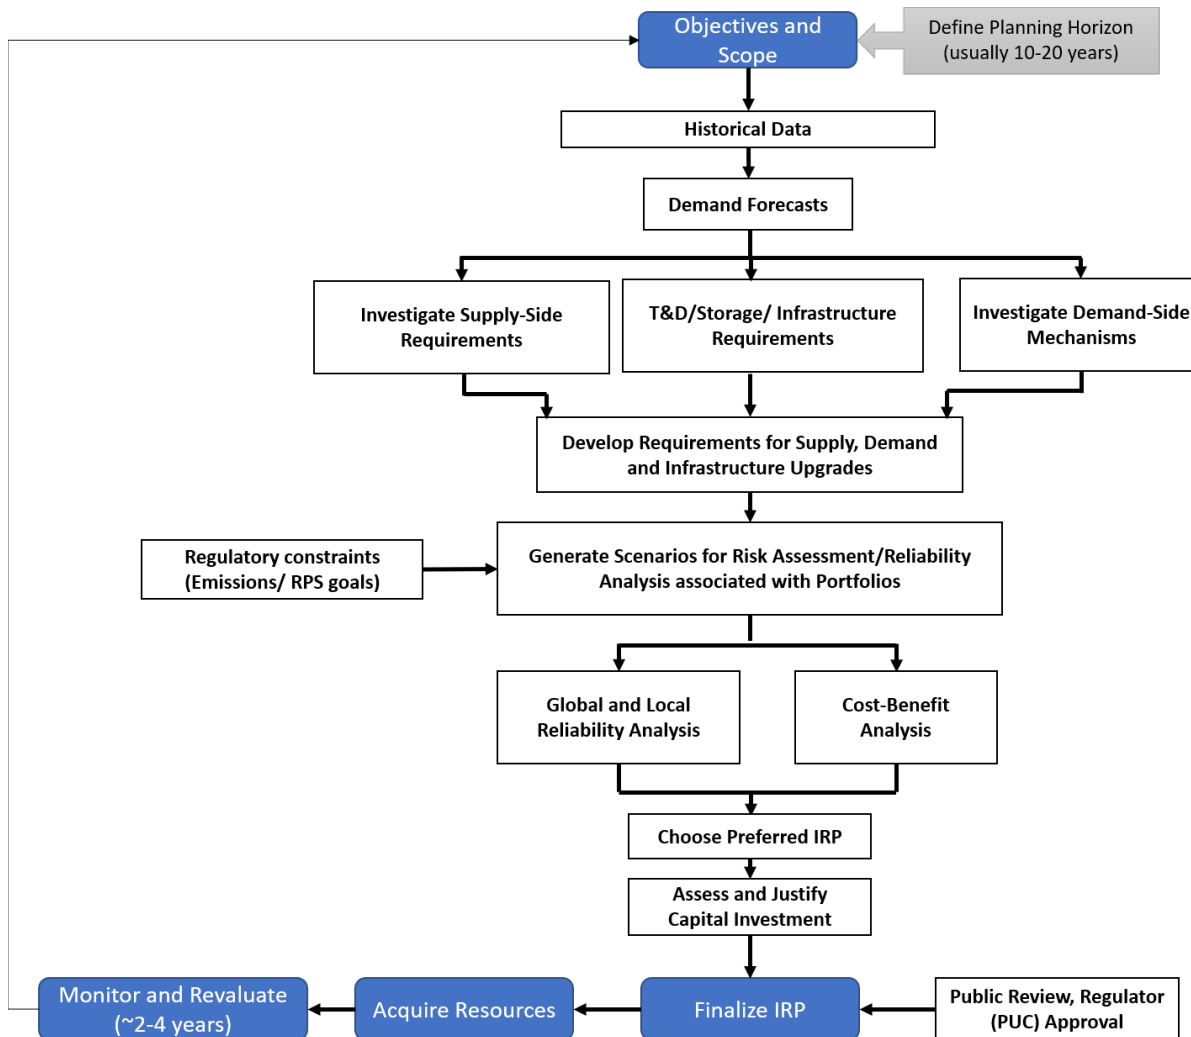 Objectives and
Scope
Define Planning Horizon
(usually 10-20 years)
Historical Data
Demand Forecasts
Investigate Supply-Side
Requirements
T&D/Storage/ Infrastructure
Requirements
Investigate Demand-Side
Mechanisms
Develop Requirements for Supply, Demand
and Infrastructure Upgrades
Regulatory constraints
(Emissions/ RPS goals)
Generate Scenarios for Risk Assessment/Reliability
Analysis associated with Portfolios
Global and Local
Reliability Analysis
Cost-Benefit
Analysis
Choose Preferred IRP
Assess and Justify
Capital Investment
Monitor and Revaluate
(~2-4 years)
Acquire Resources
Finalize IRP
Public Review, Regulator
(PUC) Approval